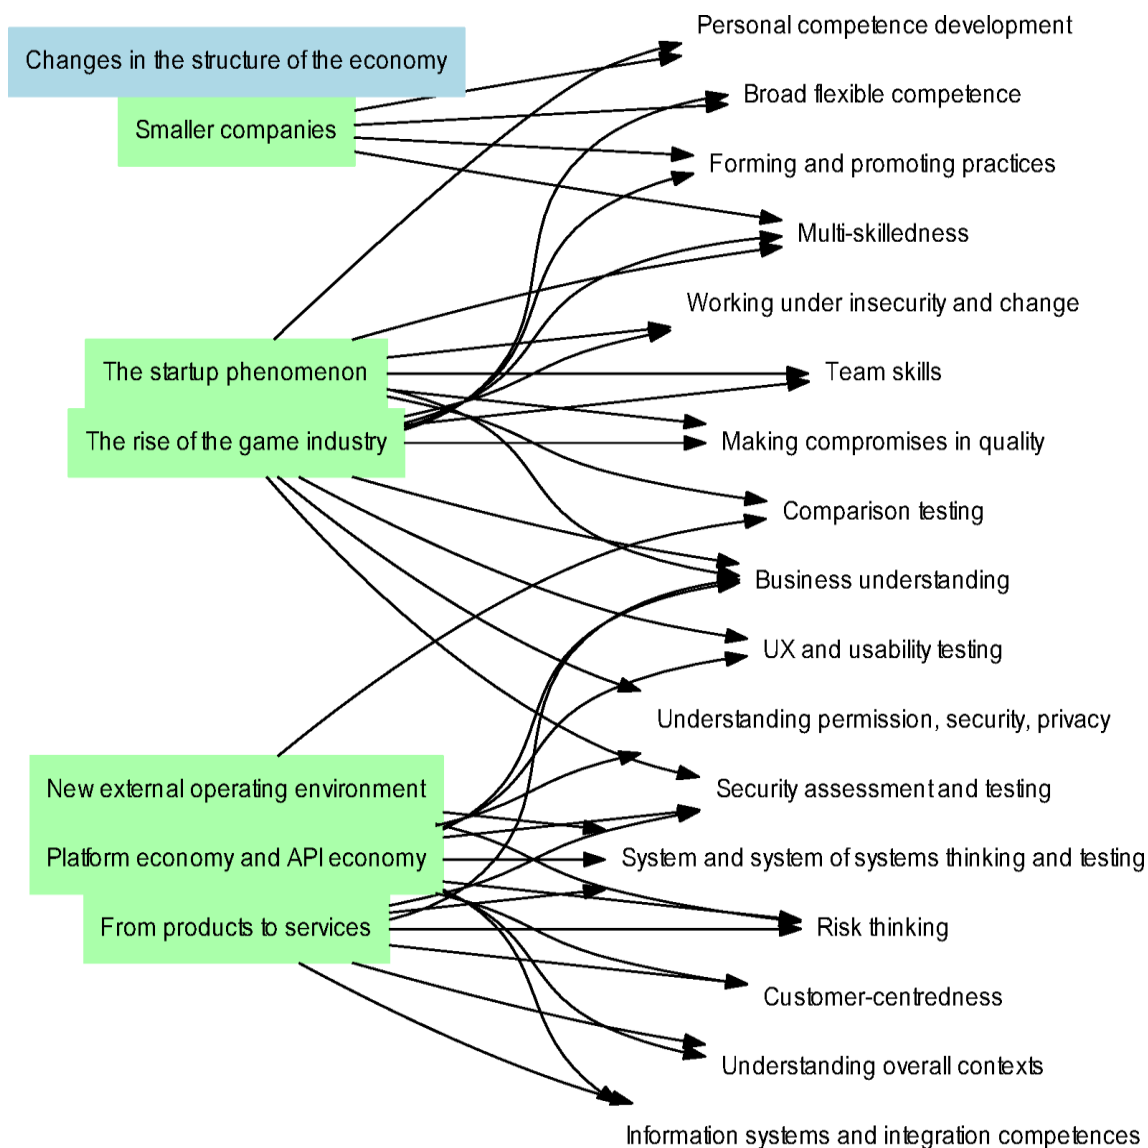 Changes in the structure of the economy
Smaller companies
The startup phenomenon
The rise of the game industry
New external operating environment
Platform economy and API economy
From products to services
Personal competence development
Broad flexible competence
Forming and promoting practices
Multi-skilledness
Working under insecurity and change
Team skills
Making compromises in quality
Comparison testing
Business understanding
UX and usability testing
Understanding permission, security, privacy
Security assessment and testing
System and system of systems thinking and testing
Risk thinking
Customer-centredness
Understanding overall contexts
Information systems and integration competences